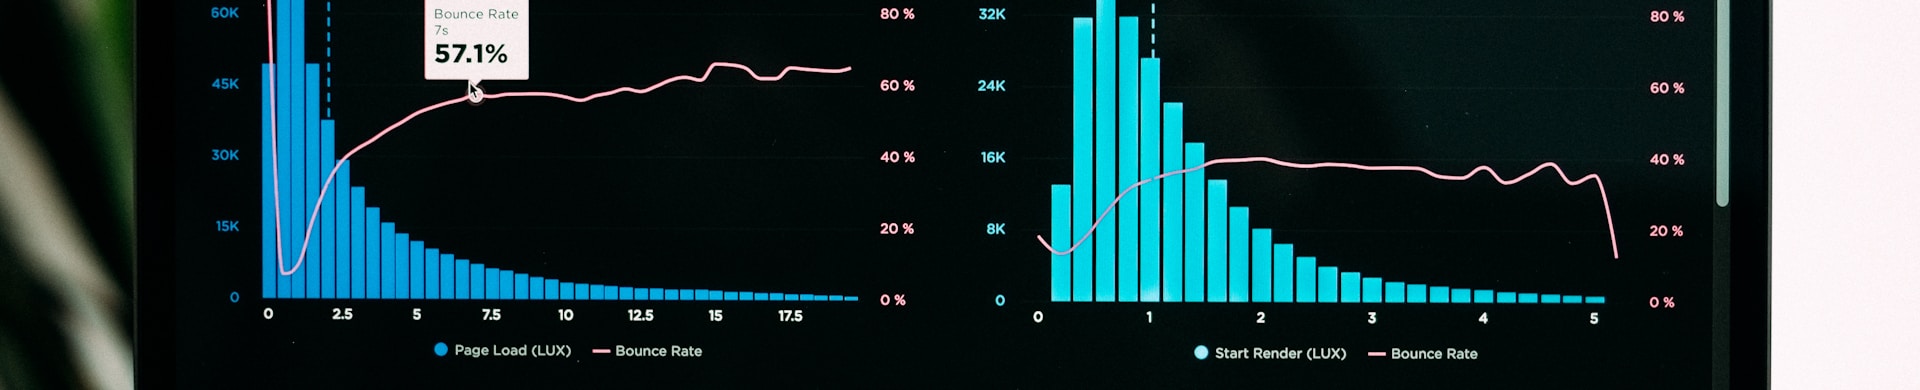 60K
45K
30K
15K
0
Bounce Rate
7s
57.1%
80 %
60 %
40 %
20 %
0 %
0 2.5 5 7.5 10 12.5 15 17.5
Page Load (LUX) Bounce Rate
32K
24K
16K
8K
0
80 %
60 %
40 %
20 %
0 %
0 1 2 3 4 5
Start Render (LUX) Bounce Rate